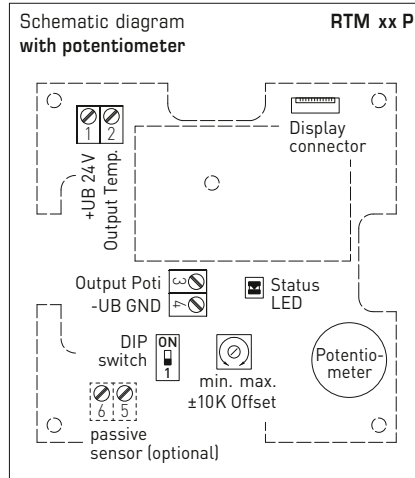 Schematic diagram
with potentiometer
RTM xx P
1 2
+UB 24V
Output Temp.
Display
connector
Output Poti 3
-UB GND 4
Status
LED
DIP
switch
ON
1
min. max.
±10K Offset
Potentio-
meter
6 5
passive
sensor (optional)